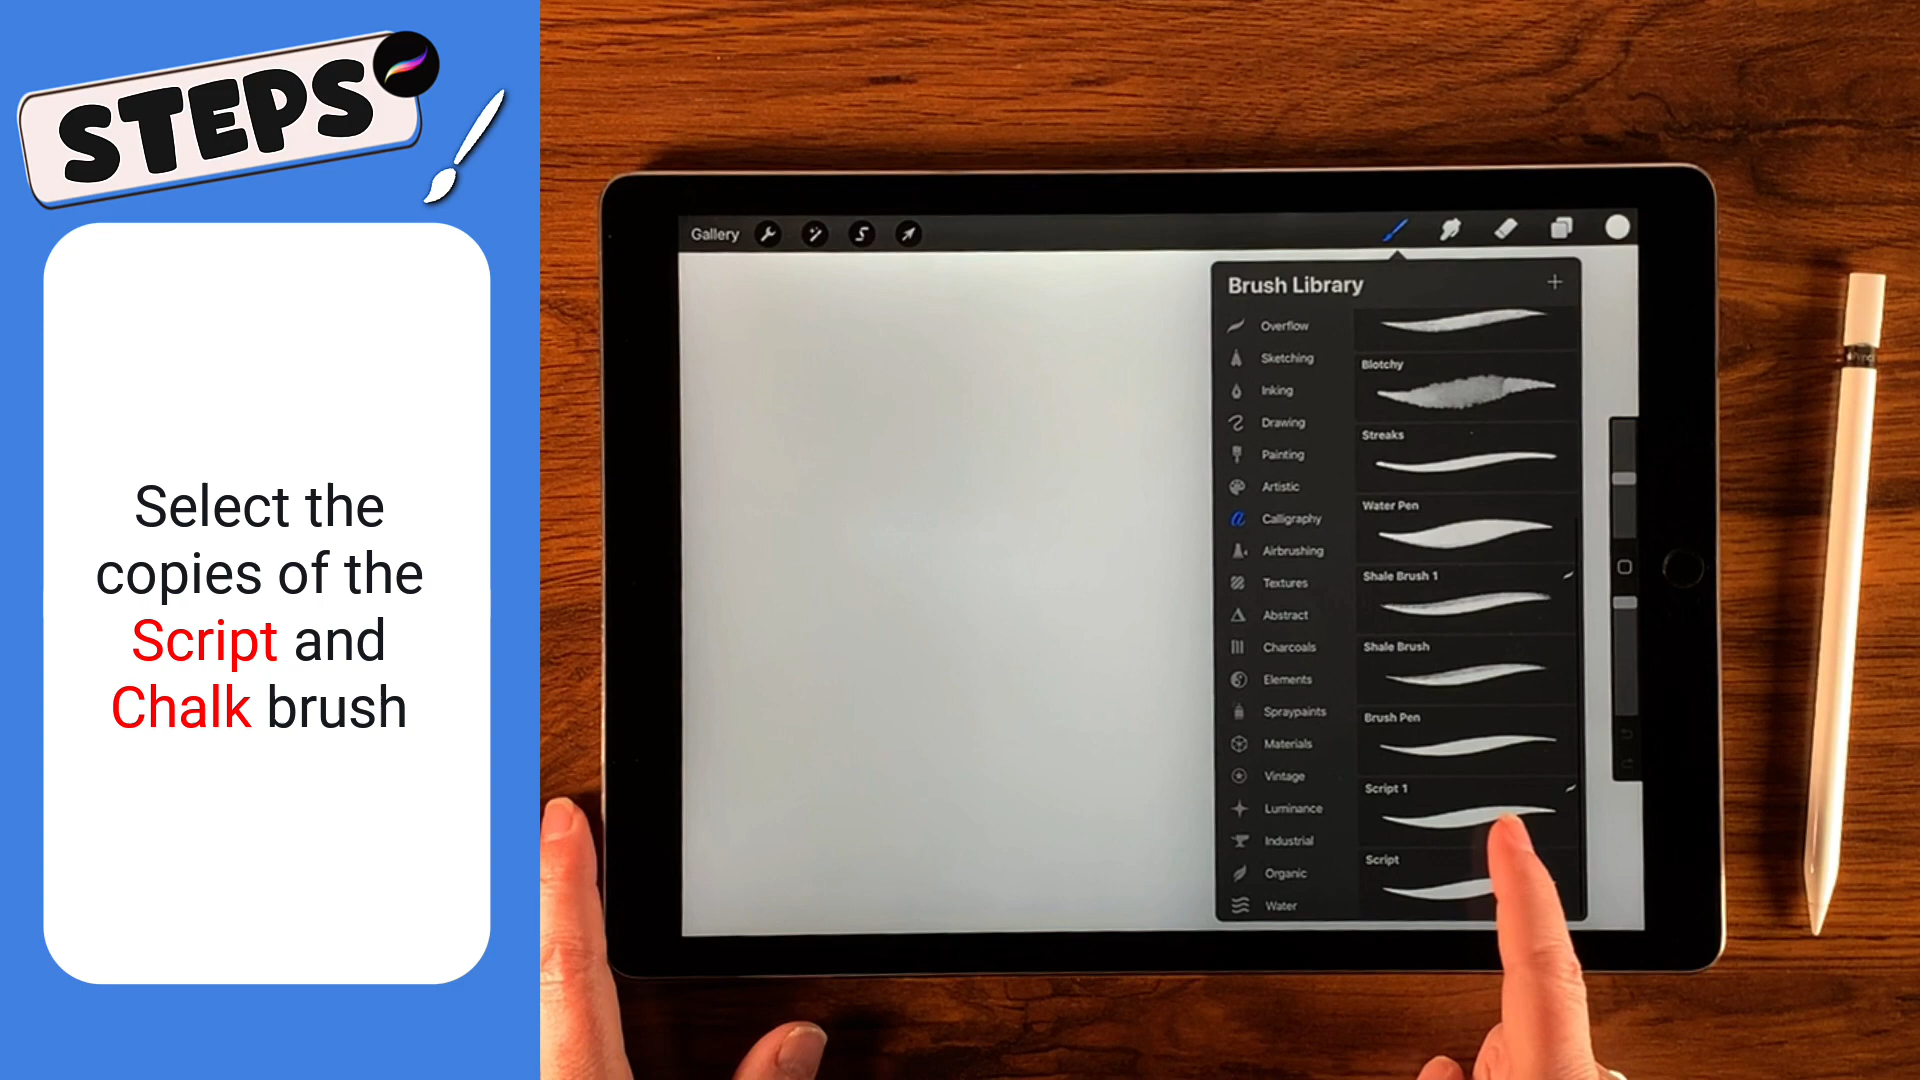 STEPS
Select the
copies of the
Script and
Chalk brush
Gallery
Brush Library
Overflow
Sketching
Inking
Drawing
Painting
Artistic
Calligraphy
Airbrushing
Textures
Abstract
Charcoals
Elements
Spraypaints
Materials
Vintage
Luminance
Industrial
Organic
Water
Blotchy
Streaks
Water Pen
Shale Brush 1
Shale Brush
Brush Pen
Script 1
Script